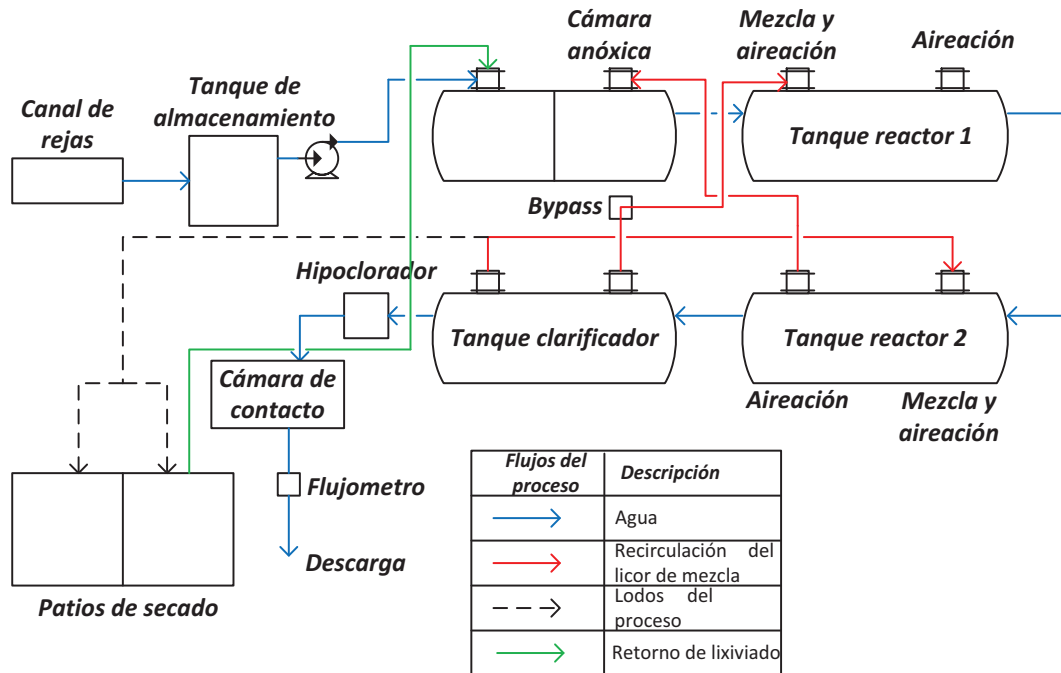 Canal de
rejas
Tanque de
almacenamiento
Cámara
anóxica
Mezcla y
aireación
Aireación
Tanque reactor 1
Bypass
Hipoclorador
Tanque clarificador
Tanque reactor 2
Cámara de
contacto
Aireación
Mezcla y
aireación
Flujometro
Descarga
Patios de secado
Flujos del
proceso
Descripción
Agua
Recirculación del
licor de mezcla
Lodos del
proceso
Retorno de lixiviado